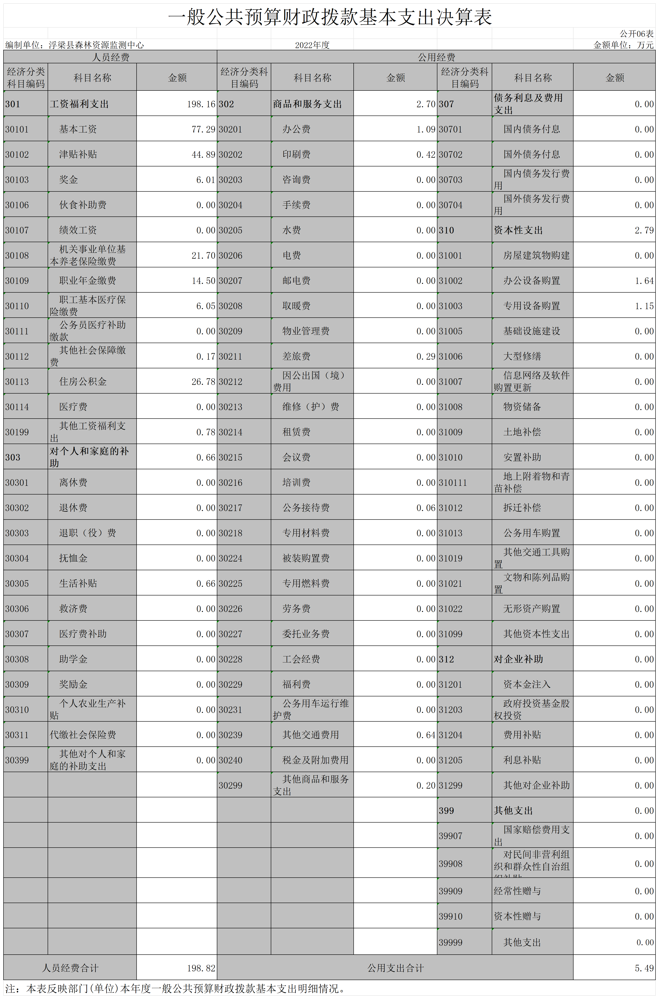 一般公共预算财政拨款基本支出决算表
公开06表
编制单位：浮梁县森林资源监测中心 2022年度 金额单位：万元
人员经费 公用经费
经济分类科目编码 科目名称 金额 经济分类科目编码 科目名称 金额 经济分类科目编码 科目名称 金额
301 工资福利支出 198.16 302 商品和服务支出 2.70 307 债务利息及费用支出 0.00
30101 基本工资 77.29 30201 办公费 1.09 30701 国内债务付息 0.00
30102 津贴补贴 44.89 30202 印刷费 0.42 30702 国外债务付息 0.00
30103 奖金 6.01 30203 咨询费 0.00 30703 国内债务发行费用 0.00
30106 伙食补助费 0.00 30204 手续费 0.00 30704 国外债务发行费用 0.00
30107 绩效工资 0.00 30205 水费 0.00 310 资本性支出 2.79
30108 机关事业单位基本养老保险缴费 21.70 30206 电费 0.00 31001 房屋建筑物购建 0.00
30109 职业年金缴费 14.50 30207 邮电费 0.00 31002 办公设备购置 1.64
30110 职工基本医疗保险缴费 6.05 30208 取暖费 0.00 31003 专用设备购置 1.15
30111 公务员医疗补助缴款 0.00 30209 物业管理费 0.00 31005 基础设施建设 0.00
30112 其他社会保障缴费 0.17 30211 差旅费 0.29 31006 大型修缮 0.00
30113 住房公积金 26.78 30212 因公出国（境）费用 0.00 31007 信息网络及软件购置更新 0.00
30114 医疗费 0.00 30213 维修（护）费 0.00 31008 物资储备 0.00
30199 其他工资福利支出 0.78 30214 租赁费 0.00 31009 土地补偿 0.00
303 对个人和家庭的补助 0.66 30215 会议费 0.00 31010 安置补助 0.00
30301 离休费 0.00 30216 培训费 0.00 310111 地上附着物和青苗补偿 0.00
30302 退休费 0.00 30217 公务接待费 0.06 31012 拆迁补偿 0.00
30303 退职（役）费 0.00 30218 专用材料费 0.00 31013 公务用车购置 0.00
30304 抚恤金 0.00 30224 被装购置费 0.00 31019 其他交通工具购置 0.00
30305 生活补贴 0.66 30225 专用燃料费 0.00 31021 文物和陈列品购置 0.00
30306 救济费 0.00 30226 劳务费 0.00 31022 无形资产购置 0.00
30307 医疗费补助 0.00 30227 委托业务费 0.00 31099 其他资本性支出 0.00
30308 助学金 0.00 30228 工会经费 0.00 312 对企业补助 0.00
30309 奖励金 0.00 30229 福利费 0.00 31201 资本金注入 0.00
30310 个人农业生产补贴 0.00 30231 公务用车运行维护费 0.00 31203 政府投资基金股权投资 0.00
30311 代缴社会保险费 0.00 30239 其他交通费用 0.64 31204 费用补贴 0.00
30399 其他对个人和家庭的补助支出 0.00 30240 税金及附加费用 0.00 31205 利息补贴 0.00
30299 其他商品和服务支出 0.20 31299 其他对企业补助 0.00
399 其他支出 0.00
39907 国家赔偿费用支出 0.00
39908 对民间非营利组织和群众性自治组织补贴 0.00
39909 经常性赠与 0.00
39910 资本性赠与 0.00
39999 其他支出 0.00
人员经费合计 198.82 公用支出合计 5.49
注：本表反映部门(单位)本年度一般公共预算财政拨款基本支出明细情况。